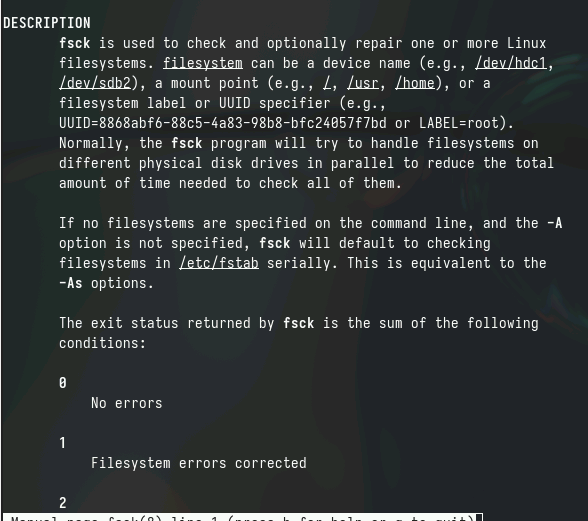 DESCRIPTION
fsck is used to check and optionally repair one or more Linux
filesystems. filesystem can be a device name (e.g., /dev/hdc1,
/dev/sdb2), a mount point (e.g., /, /usr, /home), or a
filesystem label or UUID specifier (e.g.,
UUID=8868abf6-88c5-4a83-98b8-bfc24057f7bd or LABEL=root).
Normally, the fsck program will try to handle filesystems on
different physical disk drives in parallel to reduce the total
amount of time needed to check all of them.
If no filesystems are specified on the command line, and the -A
option is not specified, fsck will default to checking
filesystems in /etc/fstab serially. This is equivalent to the
-As options.
The exit status returned by fsck is the sum of the following
conditions:
0
No errors
1
Filesystem errors corrected
2
Manual page fsck(8) line 1 (press h for help or q to quit)